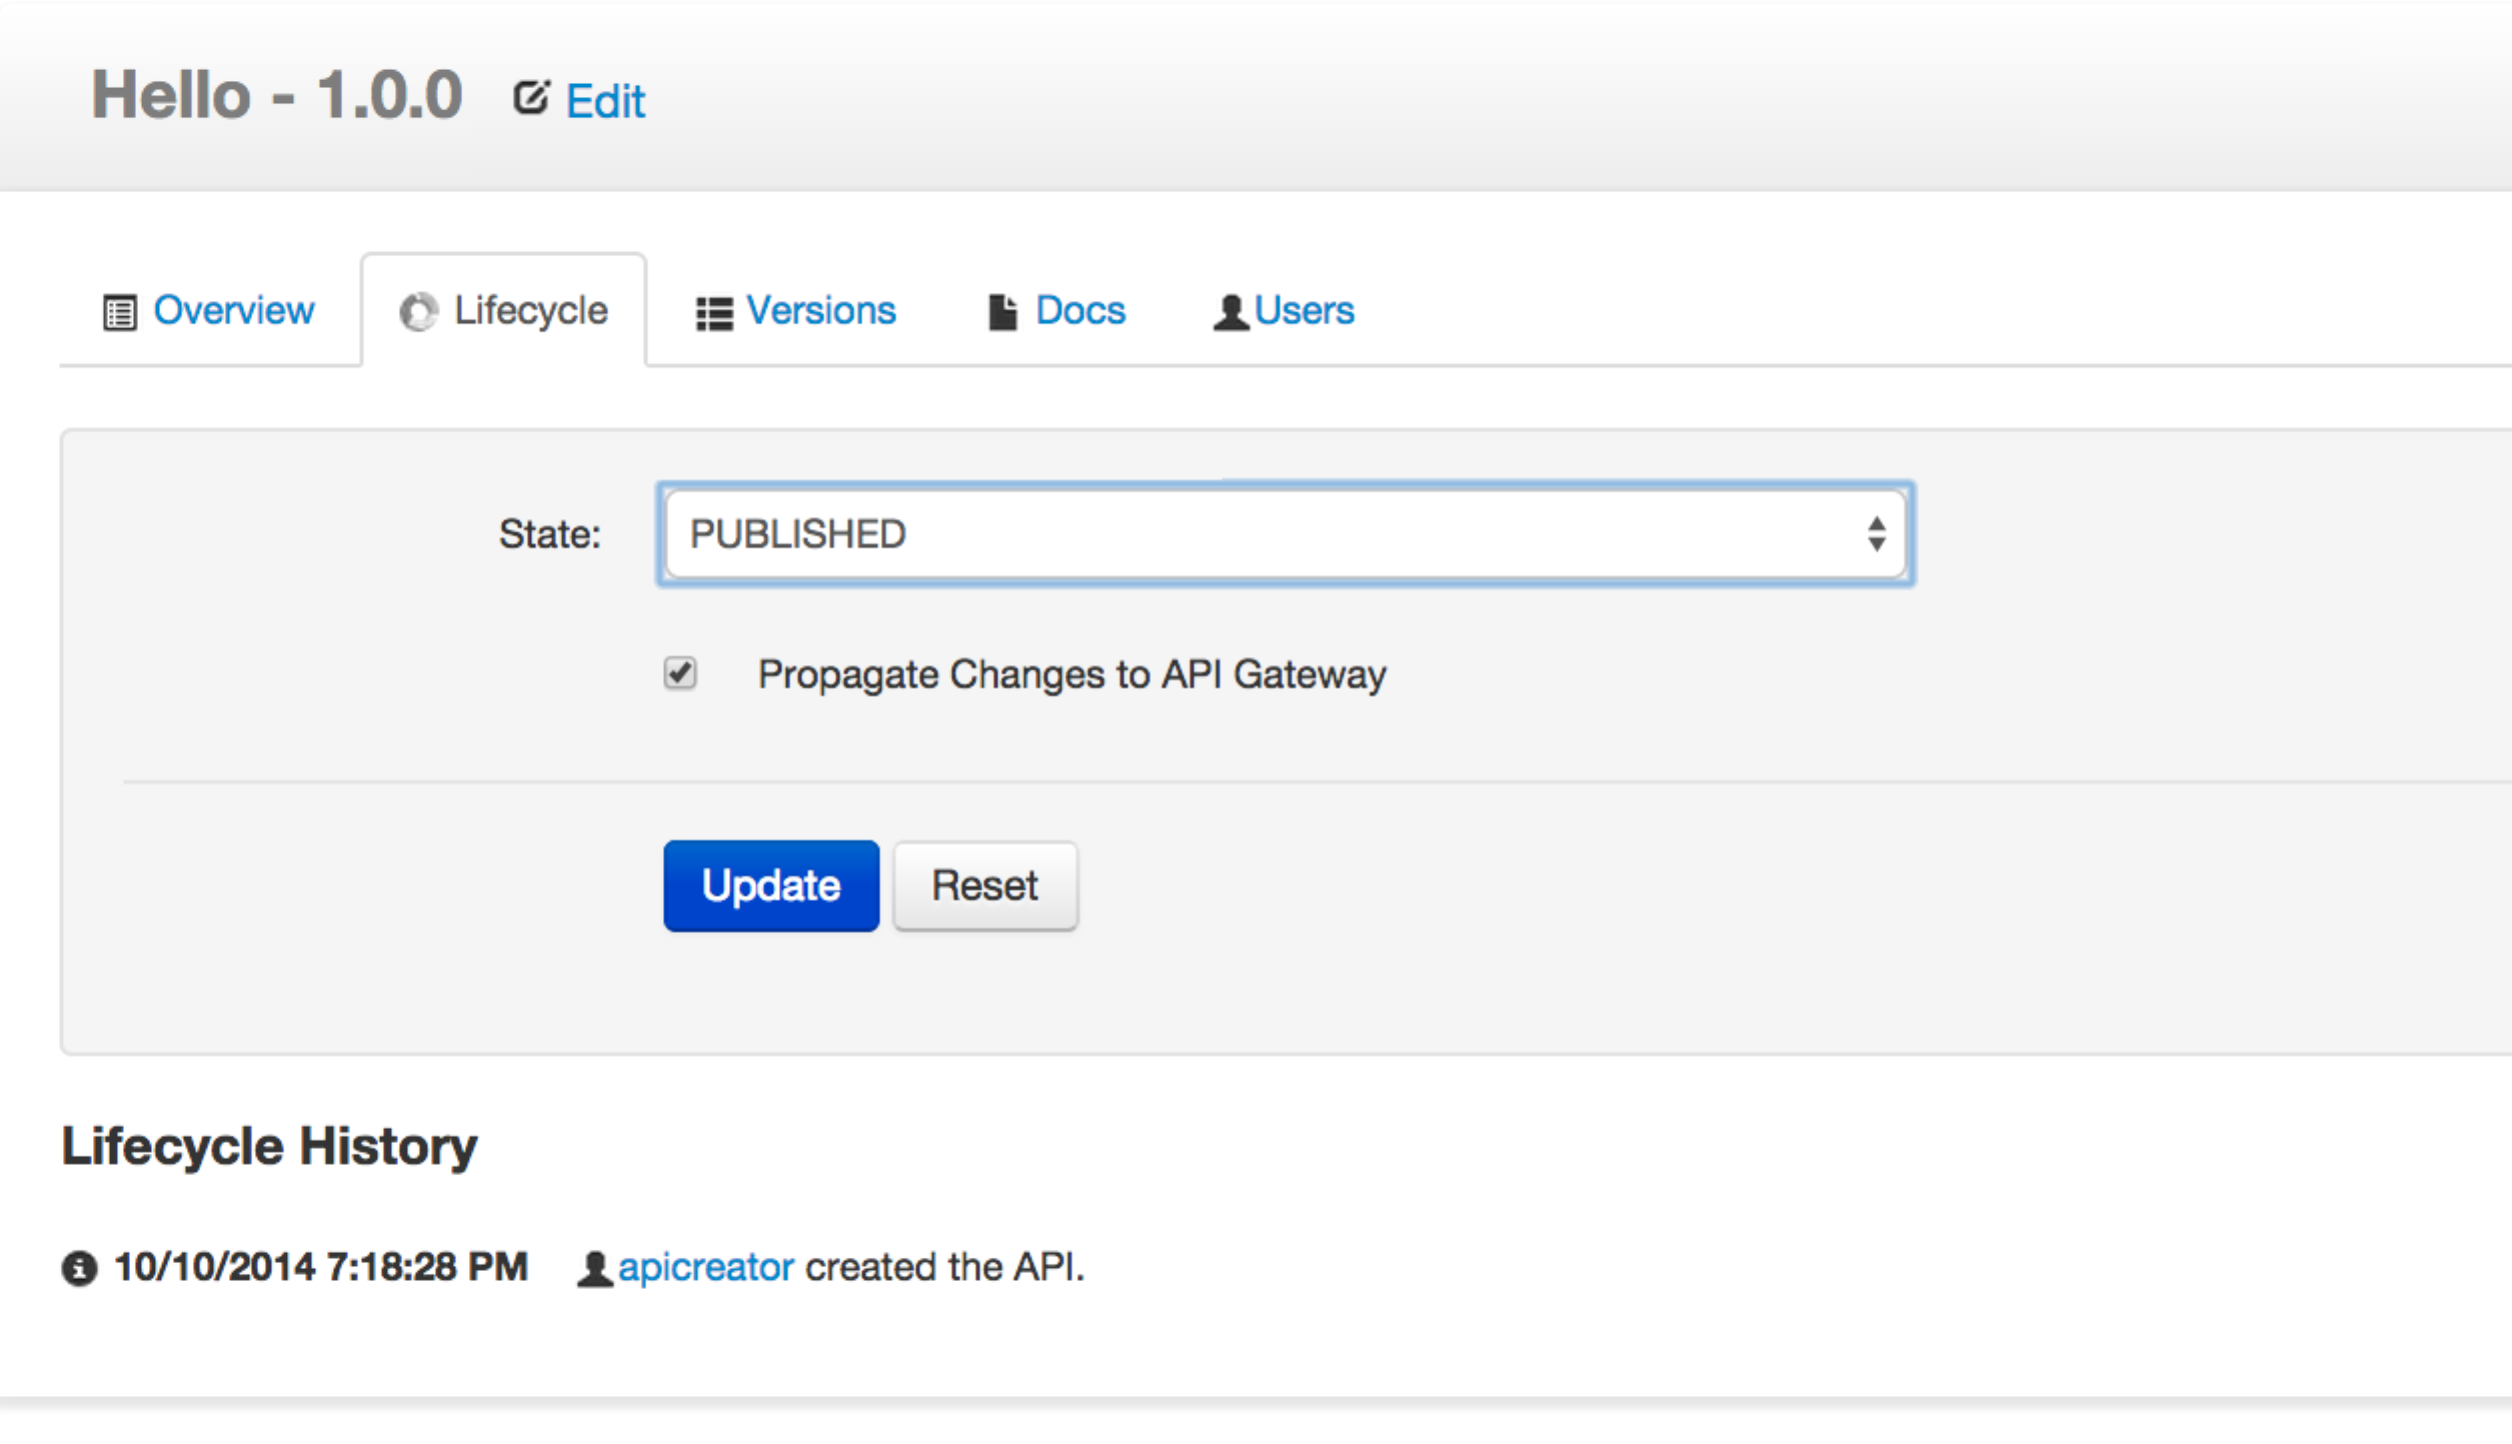 Hello - 1.0.0 Edit
Overview Lifecycle Versions Docs Users
State: PUBLISHED
Propagate Changes to API Gateway
Update Reset
Lifecycle History
10/10/2014 7:18:28 PM apicreator created the API.